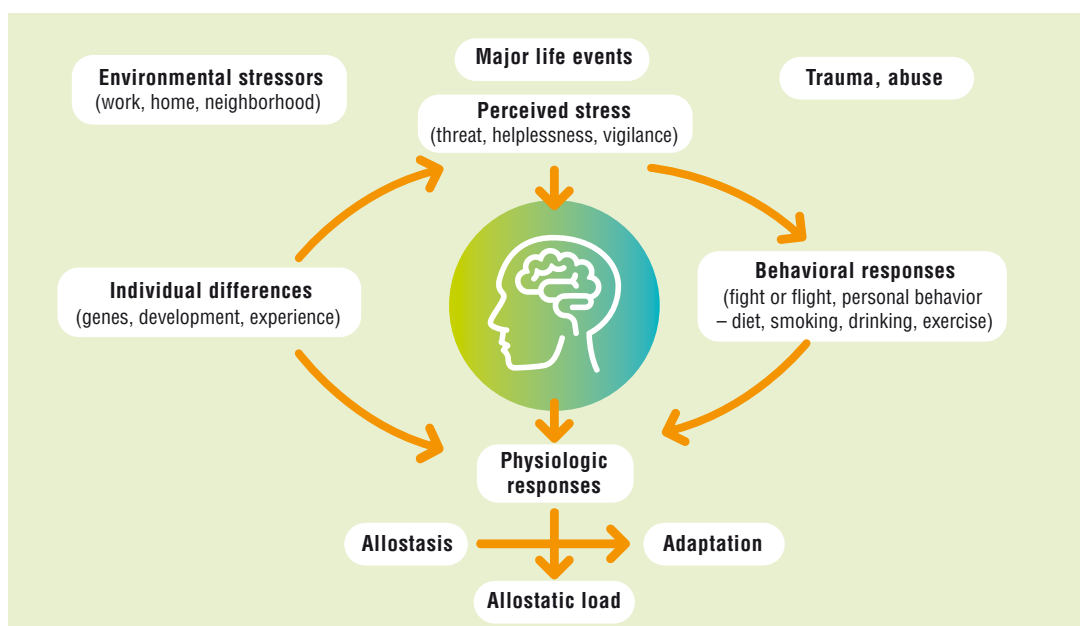 Major life events
Environmental stressors
(work, home, neighborhood)
Trauma, abuse
Perceived stress
(threat, helplessness, vigilance)
Individual differences
(genes, development, experience)
Behavioral responses
(fight or flight, personal behavior
– diet, smoking, drinking, exercise)
Physiologic
responses
Allostasis
Adaptation
Allostatic load